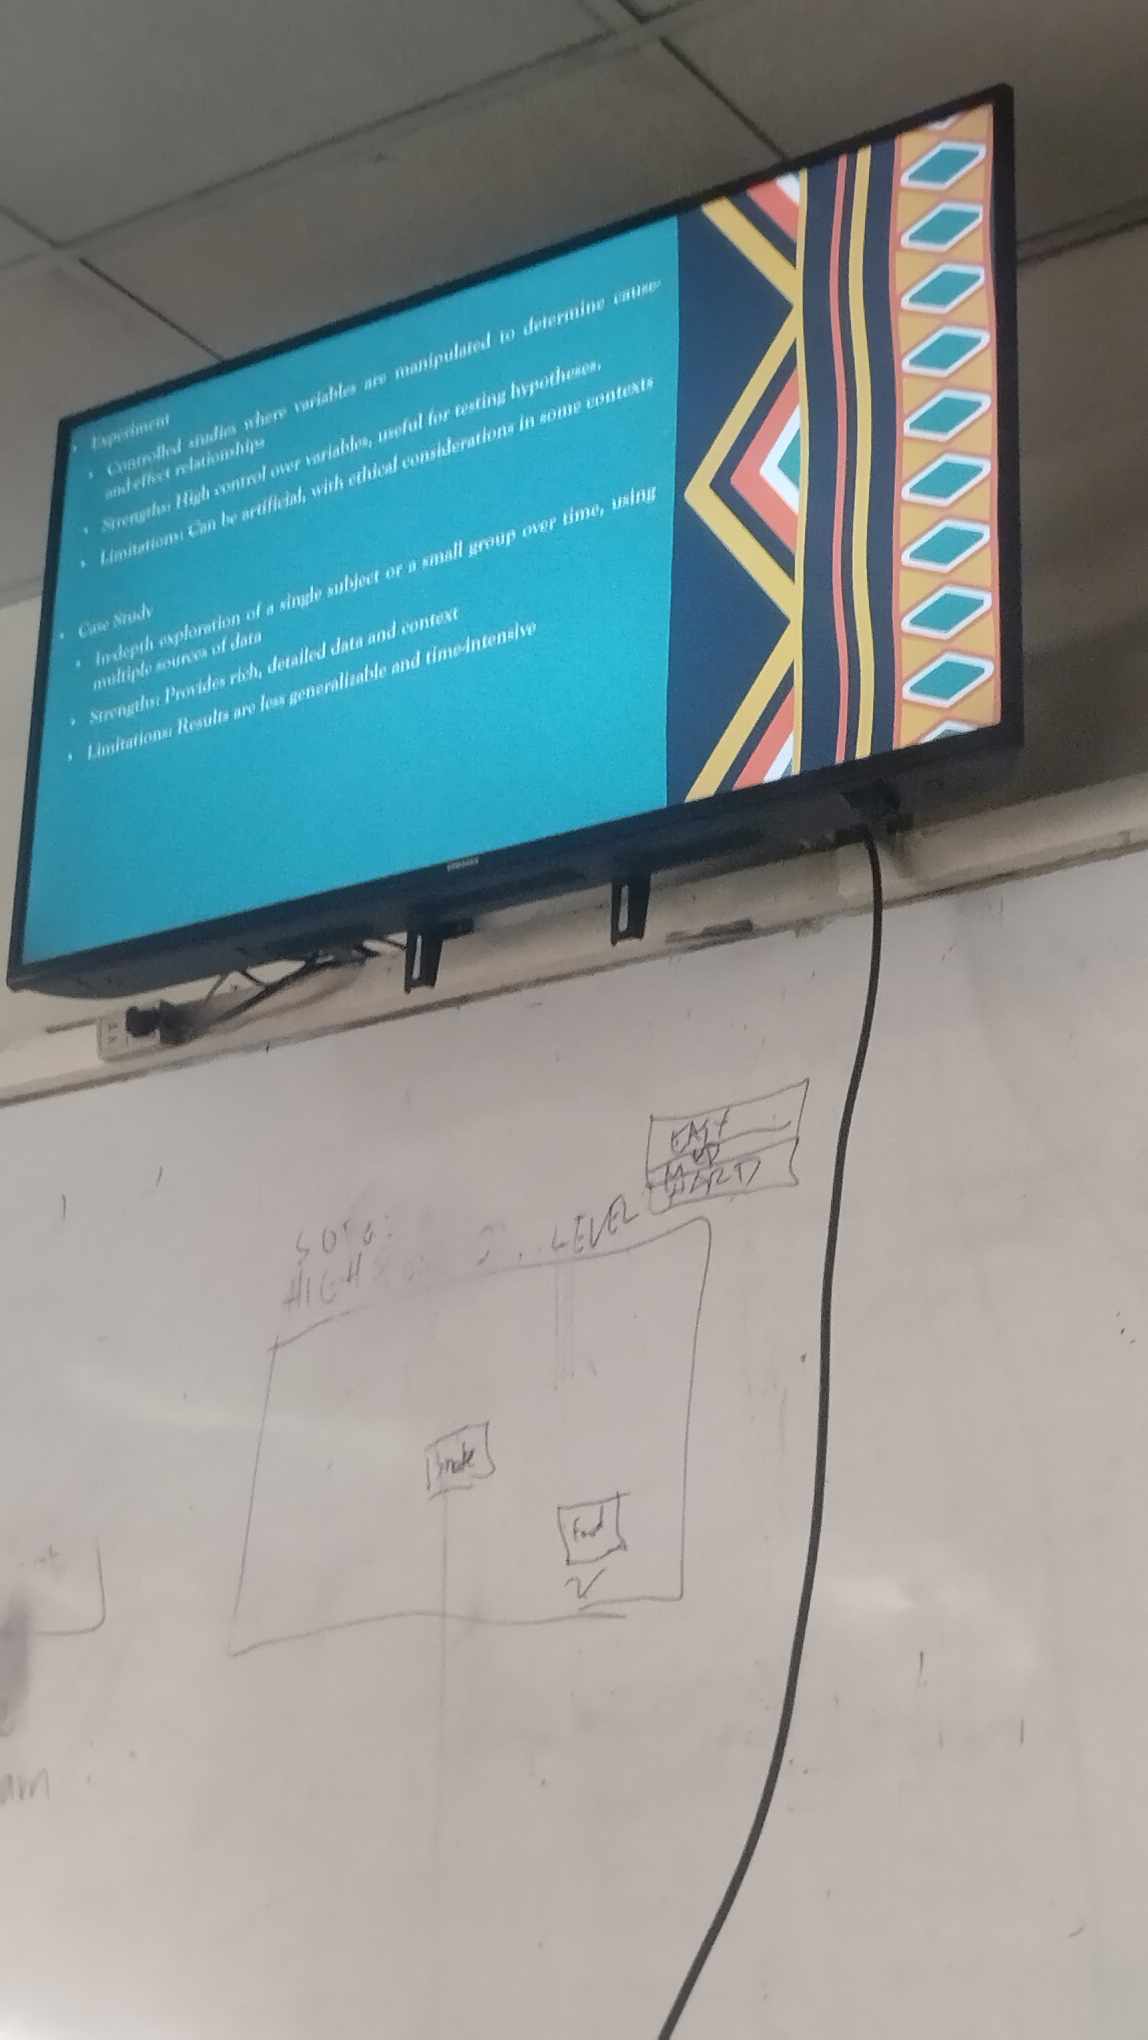 • Experiment
• Controlled studies where variables are manipulated to determine cause-
and-effect relationships
• Strengths: High control over variables, useful for testing hypotheses,
• Limitations: Can be artificial, with ethical considerations in some contexts
• Case Study
• In-depth exploration of a single subject or a small group over time, using
multiple sources of data
• Strengths: Provides rich, detailed data and context
• Limitations: Results are less generalizable and time-intensive
EASY
HARD
LEVEL
HIGH
Snake
Food